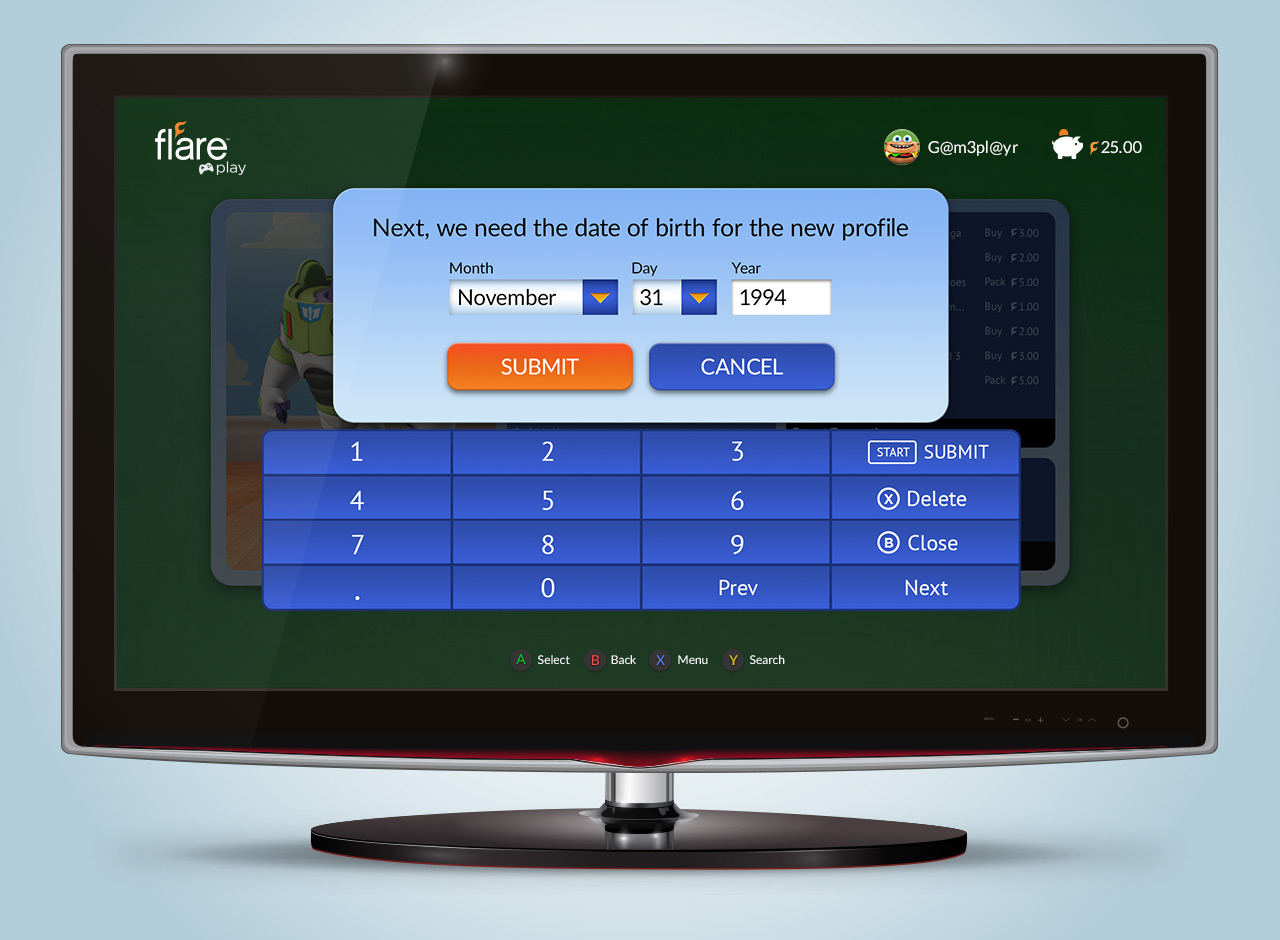 flare™
play
G@m3pl@yr
25.00
Next, we need the date of birth for the new profile
Month Day Year
November 31 1994
SUBMIT CANCEL
Buy 3.00
Buy 2.00
Pack 5.00
Buy 1.00
Buy 2.00
3 Buy 3.00
Pack 5.00
1 2 3 START SUBMIT
4 5 6 X Delete
7 8 9 B Close
. 0 Prev Next
A Select B Back X Menu Y Search